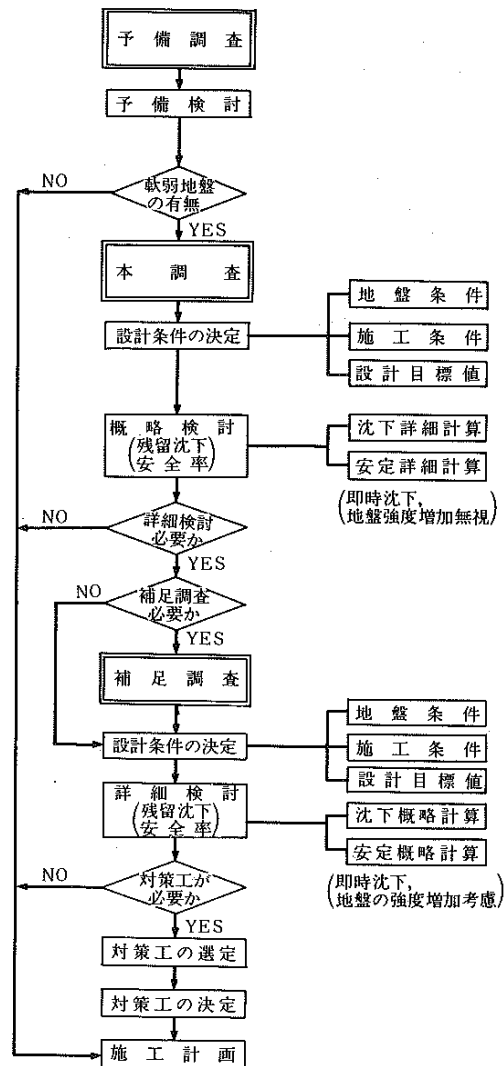 予備調査
予備検討
NO
軟弱地盤
の有無
YES
本調査
設計条件の決定
地盤条件
施工条件
設計目標値
概略検討
(残留沈下
安全率)
沈下詳細計算
安定詳細計算
(即時沈下,
地盤強度増加無視)
NO
詳細検討
必要か
YES
NO
補足調査
必要か
YES
補足調査
設計条件の決定
地盤条件
施工条件
設計目標値
詳細検討
(残留沈下
安全率)
沈下概略計算
安定概略計算
(即時沈下,
地盤の強度増加考慮)
NO
対策工が
必要か
YES
対策工の選定
対策工の決定
施工計画